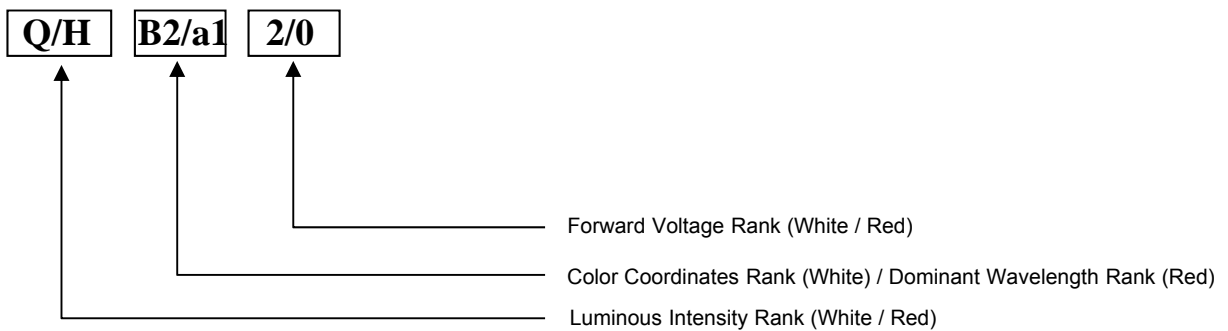 Q/H B2/a1 2/0
Forward Voltage Rank (White / Red)
Color Coordinates Rank (White) / Dominant Wavelength Rank (Red)
Luminous Intensity Rank (White / Red)